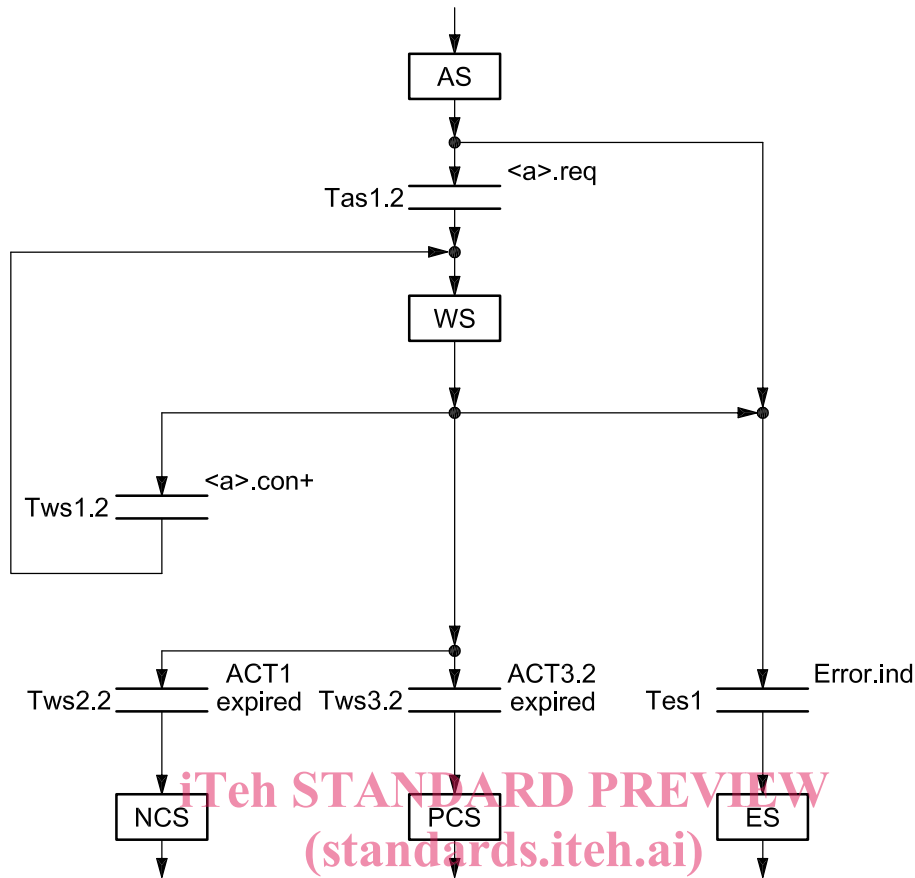 AS
<a>.req
Tas1.2
WS
<a>.con+
Tws1.2
ACT1
expired
Tws2.2
ACT3.2
expired
Tws3.2
Error.ind
Tes1
NCS
PCS
ES
iTeh STANDARD PREVIEW
(standards.iteh.ai)